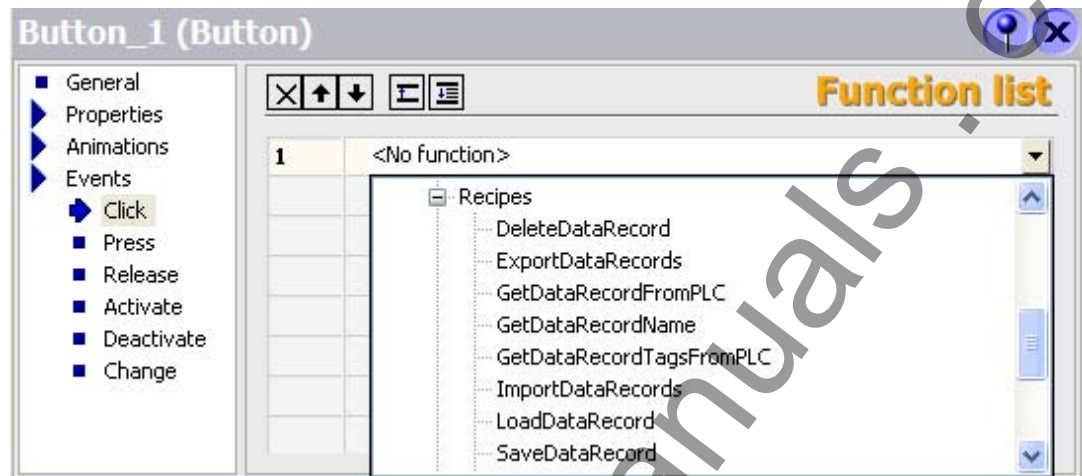 Button_1 (Button)
General
Properties
Animations
Events
Click
Press
Release
Activate
Deactivate
Change
Function list
1 <No function>
Recipes
DeleteDataRecord
ExportDataRecords
GetDataRecordFromPLC
GetDataRecordName
GetDataRecordTagsFromPLC
ImportDataRecords
LoadDataRecord
SaveDataRecord